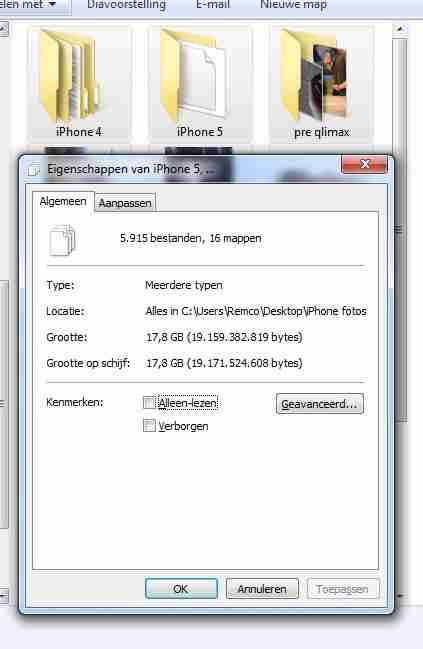 elen met ▼ Diavoorstelling E-mail Nieuwe map
iPhone 4 iPhone 5 pre qlimax
Eigenschappen van iPhone 5, ...
Algemeen Aanpassen
5.915 bestanden, 16 mappen
Type: Meerdere typen
Locatie: Alles in C:\Users\Remco\Desktop\iPhone fotos
Grootte: 17,8 GB (19.159.382.819 bytes)
Grootte op schijf: 17,8 GB (19.171.524.608 bytes)
Kenmerken: Alleen-lezen Geavanceerd...
Verborgen
OK Annuleren Toepassen